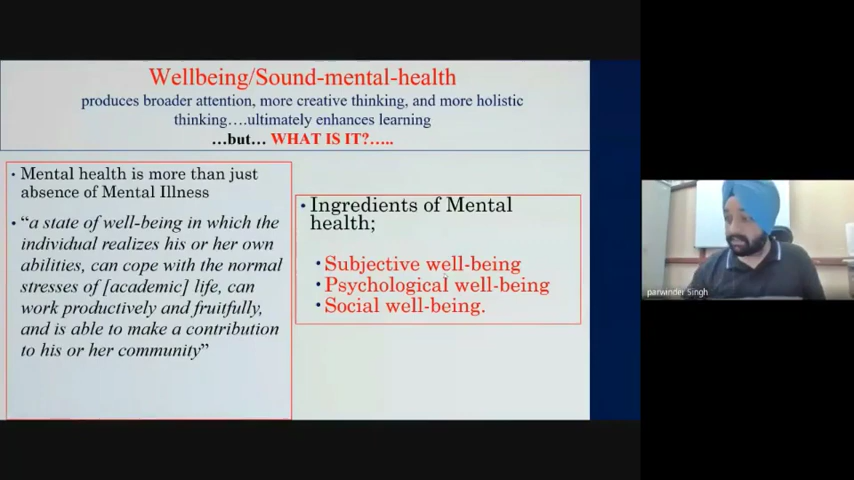 Wellbeing/Sound-mental-health
produces broader attention, more creative thinking, and more holistic
thinking….ultimately enhances learning
…but… WHAT IS IT?…..
• Mental health is more than just
absence of Mental Illness
• “a state of well-being in which the
individual realizes his or her own
abilities, can cope with the normal
stresses of [academic] life, can
work productively and fruitfully,
and is able to make a contribution
to his or her community”
• Ingredients of Mental
health;
• Subjective well-being
• Psychological well-being
• Social well-being.
parwinder Singh